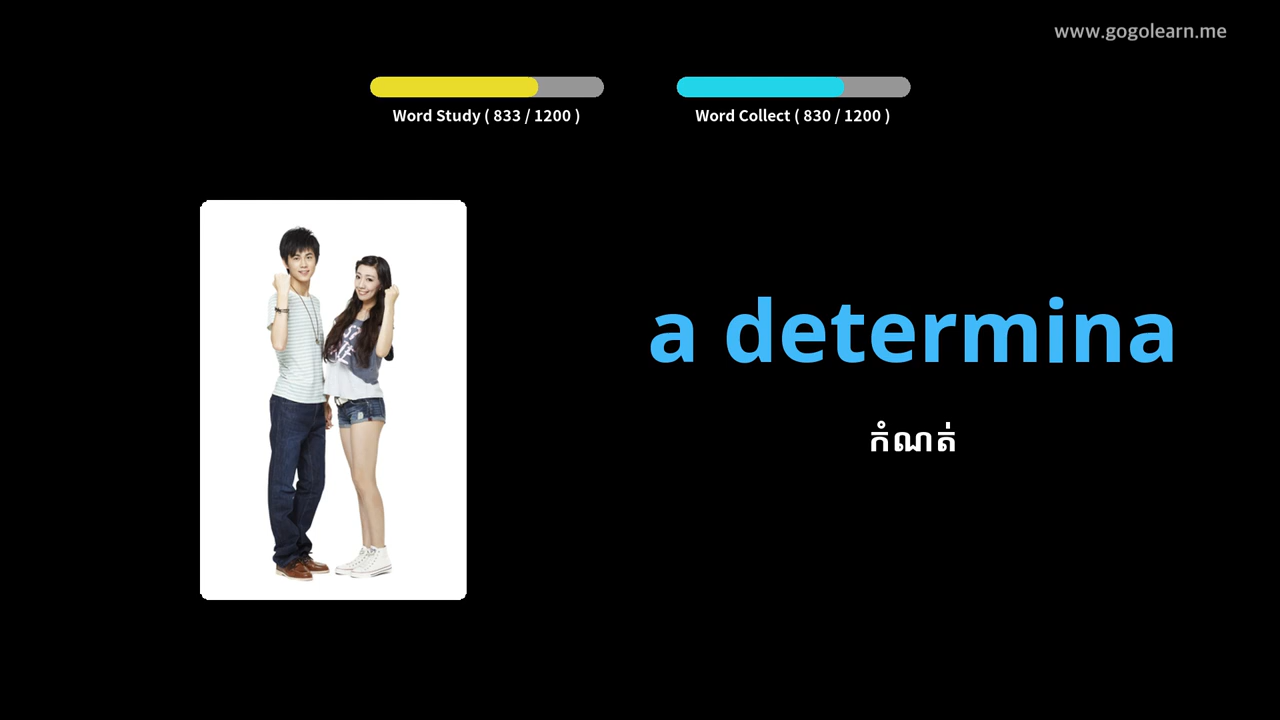 www.gogolearn.me
Word Study ( 833 / 1200 )
Word Collect ( 830 / 1200 )
a determina
កំណត់